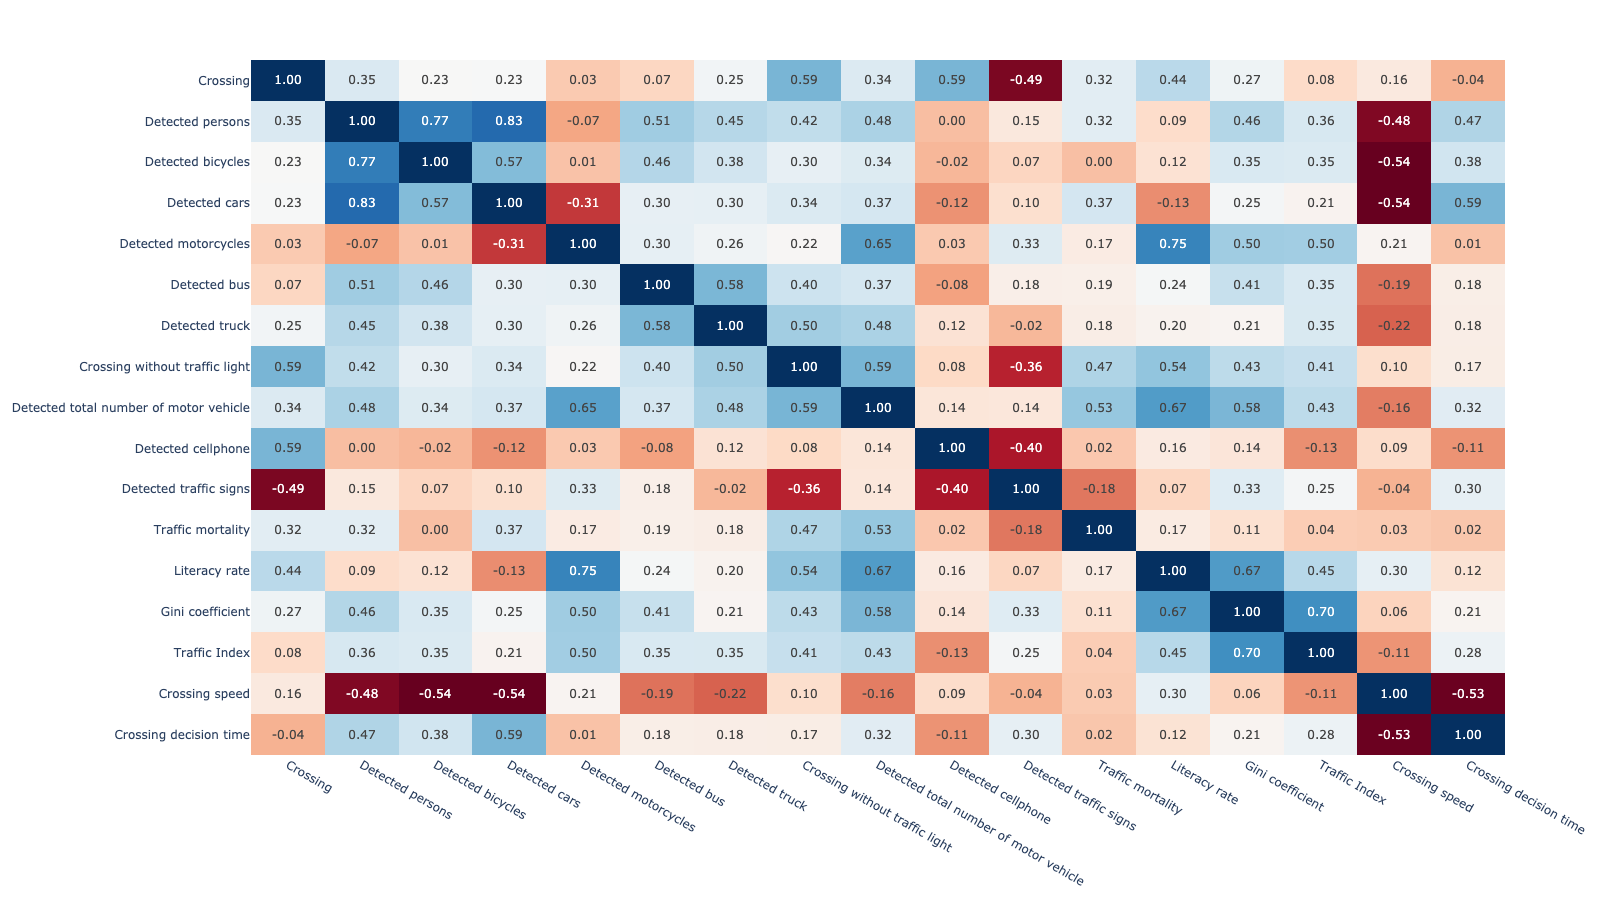 Crossing 1.00 0.35 0.23 0.23 0.03 0.07 0.25 0.59 0.34 0.59 -0.49 0.32 0.44 0.27 0.08 0.16 -0.04
Detected persons 0.35 1.00 0.77 0.83 -0.07 0.51 0.45 0.42 0.48 0.00 0.15 0.32 0.09 0.46 0.36 -0.48 0.47
Detected bicycles 0.23 0.77 1.00 0.57 0.01 0.46 0.38 0.30 0.34 -0.02 0.07 0.00 0.12 0.35 0.35 -0.54 0.38
Detected cars 0.23 0.83 0.57 1.00 -0.31 0.30 0.30 0.34 0.37 -0.12 0.10 0.37 -0.13 0.25 0.21 -0.54 0.59
Detected motorcycles 0.03 -0.07 0.01 -0.31 1.00 0.30 0.26 0.22 0.65 0.03 0.33 0.17 0.75 0.50 0.50 0.21 0.01
Detected bus 0.07 0.51 0.46 0.30 0.30 1.00 0.58 0.40 0.37 -0.08 0.18 0.19 0.24 0.41 0.35 -0.19 0.18
Detected truck 0.25 0.45 0.38 0.30 0.26 0.58 1.00 0.50 0.48 0.12 -0.02 0.18 0.20 0.21 0.35 -0.22 0.18
Crossing without traffic light 0.59 0.42 0.30 0.34 0.22 0.40 0.50 1.00 0.59 0.08 -0.36 0.47 0.54 0.43 0.41 0.10 0.17
Detected total number of motor vehicle 0.34 0.48 0.34 0.37 0.65 0.37 0.48 0.59 1.00 0.14 0.14 0.53 0.67 0.58 0.43 -0.16 0.32
Detected cellphone 0.59 0.00 -0.02 -0.12 0.03 -0.08 0.12 0.08 0.14 1.00 -0.40 0.02 0.16 0.14 -0.13 0.09 -0.11
Detected traffic signs -0.49 0.15 0.07 0.10 0.33 0.18 -0.02 -0.36 0.14 -0.40 1.00 -0.18 0.07 0.33 0.25 -0.04 0.30
Traffic mortality 0.32 0.32 0.00 0.37 0.17 0.19 0.18 0.47 0.53 0.02 -0.18 1.00 0.17 0.11 0.04 0.03 0.02
Literacy rate 0.44 0.09 0.12 -0.13 0.75 0.24 0.20 0.54 0.67 0.16 0.07 0.17 1.00 0.67 0.45 0.30 0.12
Gini coefficient 0.27 0.46 0.35 0.25 0.50 0.41 0.21 0.43 0.58 0.14 0.33 0.11 0.67 1.00 0.70 0.06 0.21
Traffic Index 0.08 0.36 0.35 0.21 0.50 0.35 0.35 0.41 0.43 -0.13 0.25 0.04 0.45 0.70 1.00 -0.11 0.28
Crossing speed 0.16 -0.48 -0.54 -0.54 0.21 -0.19 -0.22 0.10 -0.16 0.09 -0.04 0.03 0.30 0.06 -0.11 1.00 -0.53
Crossing decision time -0.04 0.47 0.38 0.59 0.01 0.18 0.18 0.17 0.32 -0.11 0.30 0.02 0.12 0.21 0.28 -0.53 1.00
Crossing
Detected persons
Detected bicycles
Detected cars
Detected motorcycles
Detected bus
Detected truck
Crossing without traffic light
Detected total number of motor vehicle
Detected cellphone
Detected traffic signs
Traffic mortality
Literacy rate
Gini coefficient
Traffic Index
Crossing speed
Crossing decision time